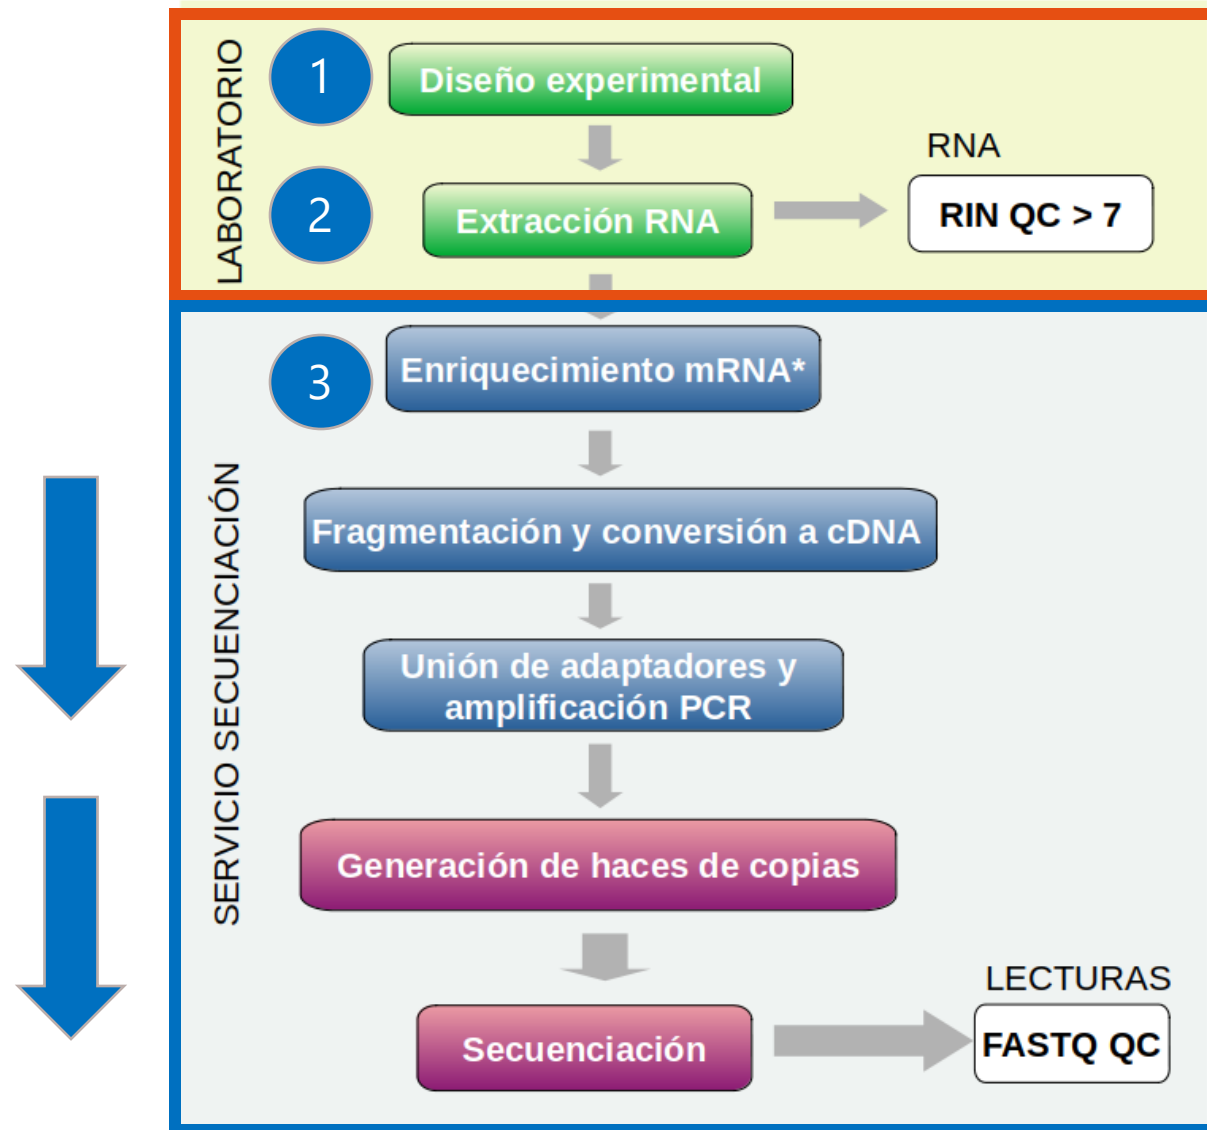 LABORATORIO
1
Diseño experimental
2
Extracción RNA
RNA
RIN QC > 7
SERVICIO SECUENCIACIÓN
3
Enriquecimiento mRNA*
Fragmentación y conversión a cDNA
Unión de adaptadores y
amplificación PCR
Generación de haces de copias
Secuenciación
LECTURAS
FASTQ QC